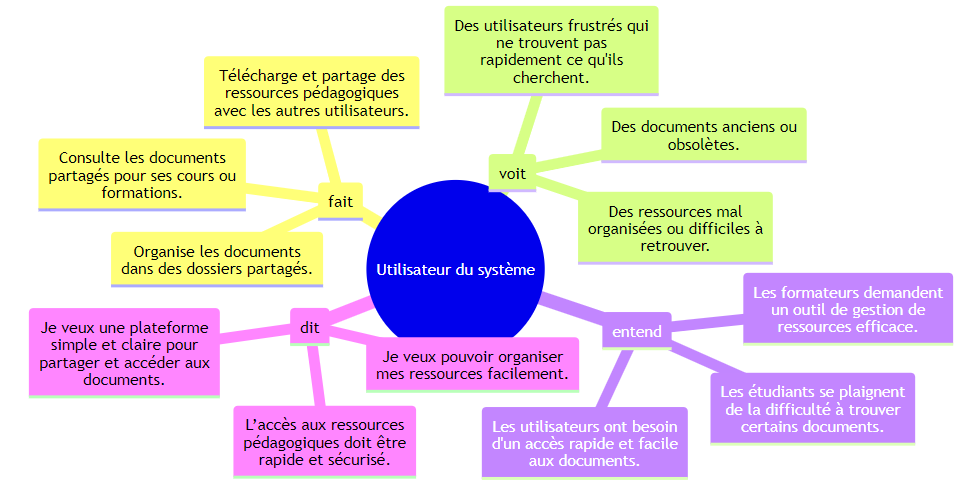 Des utilisateurs frustrés qui
ne trouvent pas
rapidement ce qu'ils
cherchent.
Télécharge et partage des
ressources pédagogiques
avec les autres utilisateurs.
Des documents anciens ou
obsolètes.
Consulte les documents
partagés pour ses cours ou
formations.
voit
fait
Des ressources mal
organisées ou difficiles à
retrouver.
Organise les documents
dans des dossiers partagés.
Utilisateur du système
Les formateurs demandent
un outil de gestion de
ressources efficace.
Je veux une plateforme
simple et claire pour
partager et accéder aux
documents.
dit
entend
Je veux pouvoir organiser
mes ressources facilement.
Les étudiants se plaignent
de la difficulté à trouver
certains documents.
L’accès aux ressources
pédagogiques doit être
rapide et sécurisé.
Les utilisateurs ont besoin
d'un accès rapide et facile
aux documents.